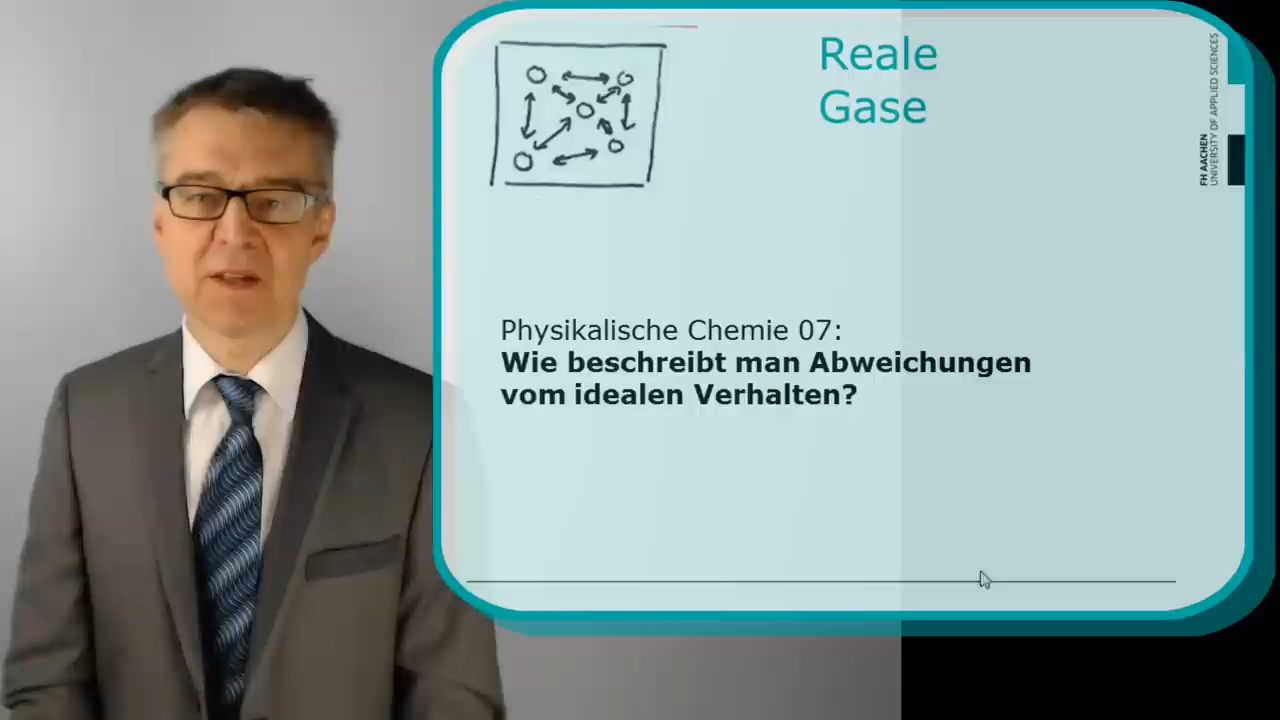 Reale
Gase
FH AACHEN
UNIVERSITY OF APPLIED SCIENCES
Physikalische Chemie 07:
Wie beschreibt man Abweichungen
vom idealen Verhalten?